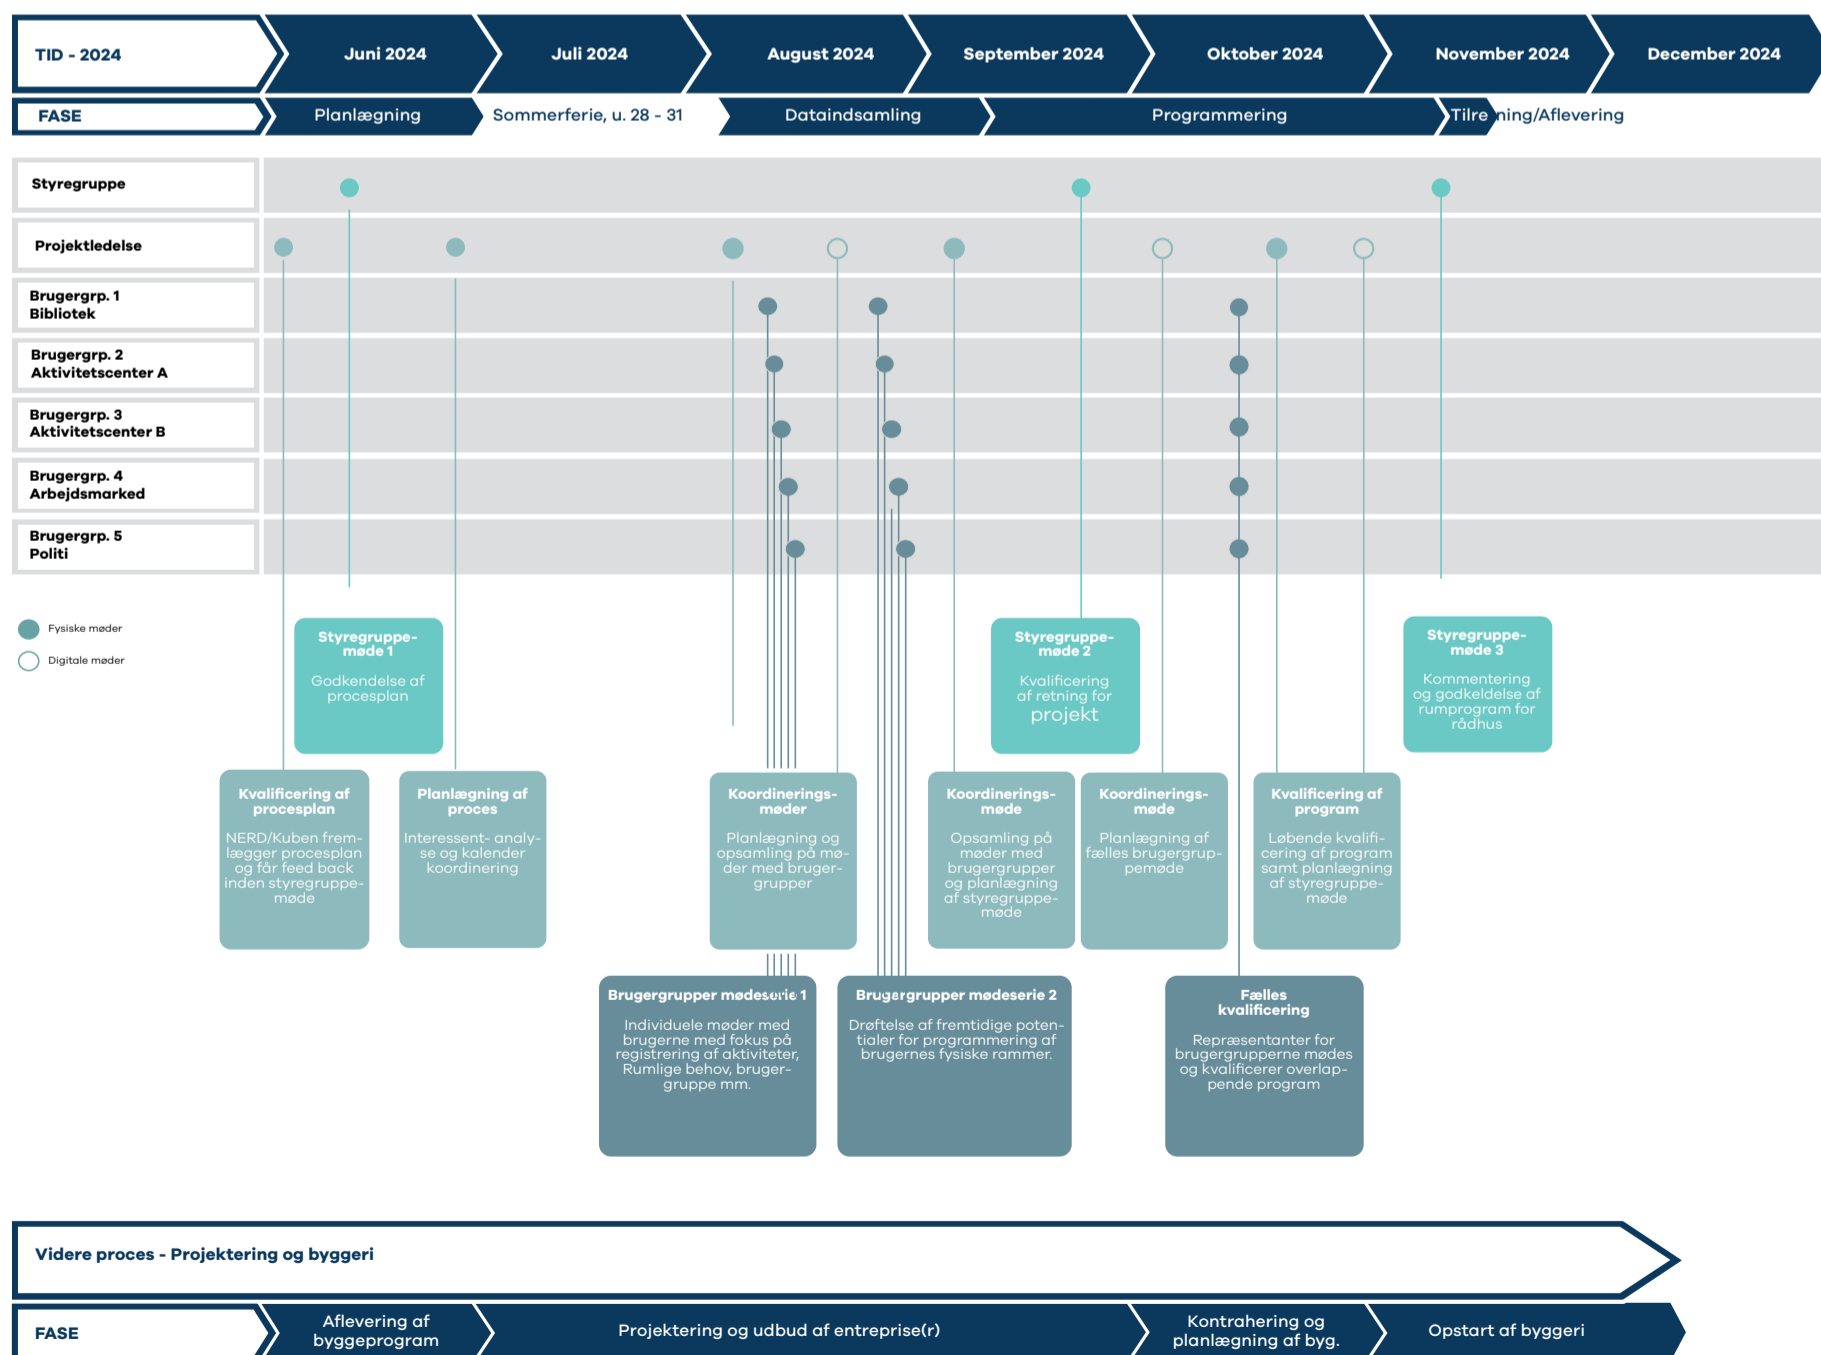 TID - 2024
Juni 2024
Juli 2024
August 2024
September 2024
Oktober 2024
November 2024
December 2024
FASE
Planlægning
Sommerferie, u. 28 - 31
Dataindsamling
Programmering
Tilre ning/Aflevering
Styregruppe
Projektledelse
Brugergrp. 1
Bibliotek
Brugergrp. 2
Aktivitetscenter A
Brugergrp. 3
Aktivitetscenter B
Brugergrp. 4
Arbejdsmarked
Brugergrp. 5
Politi
Fysiske møder
Digitale møder
Styregruppe-
møde 1
Godkendelse af
procesplan
Styregruppe-
møde 2
Kvalificering
af retning for
projekt
Styregruppe-
møde 3
Kommentering
og godkeldelse af
rumprogram for
rådhus
Kvalificering af
procesplan
NERD/Kuben frem-
lægger procesplan
og får feed back
inden styregruppe-
møde
Planlægning af
proces
Interessent- analy-
se og kalender
koordinering
Koordinerings-
møder
Planlægning og
opsamling på mø-
der med bruger-
grupper
Koordinerings-
møde
Opsamling på
møder med
brugergrupper
og planlægning
af styregruppe-
møde
Koordinerings-
møde
Planlægning af
fælles brugergrup-
pemøde
Kvalificering af
program
Løbende kvalifi-
cering af program
samt planlægning
af styregruppe-
møde
Brugergrupper mødeserie 1
Individuele møder med
brugerne med fokus på
registrering af aktiviteter,
Rumlige behov, bruger-
gruppe mm.
Brugergrupper mødeserie 2
Drøftelse af fremtidige poten-
tialer for programmering af
brugernes fysiske rammer.
Fælles
kvalificering
Repræsentanter for
brugergrupperne mødes
og kvalificerer overlap-
pende program
Videre proces - Projektering og byggeri
FASE
Aflevering af
byggeprogram
Projektering og udbud af entreprise(r)
Kontrahering og
planlægning af byg.
Opstart af byggeri